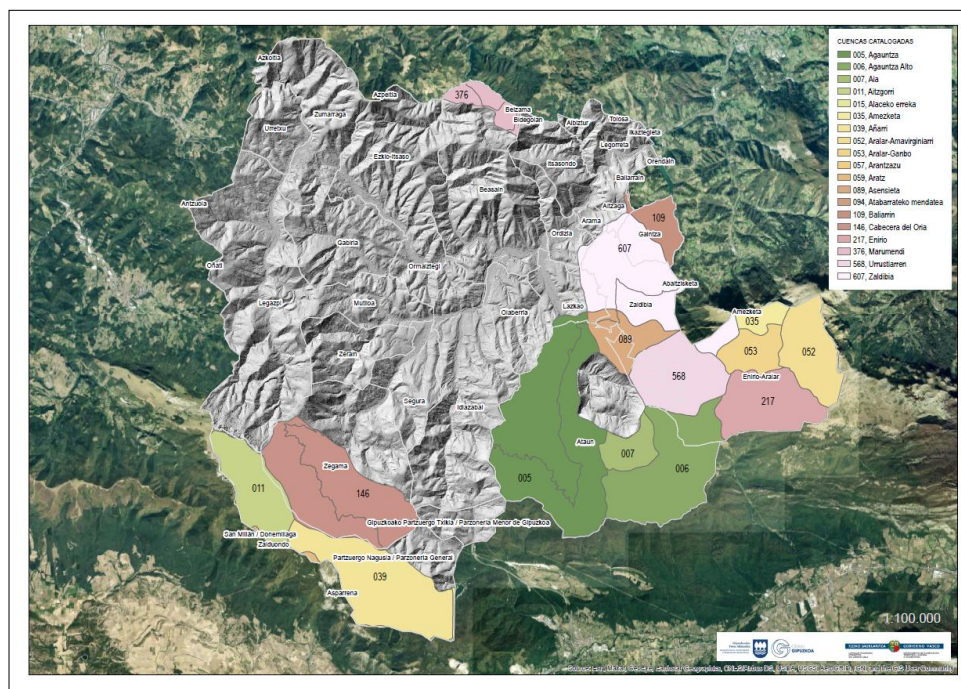 CUENCAS CATALOGADAS
005, Agauntza
006, Agauntza Alto
007, Aia
011, Aitzgorri
015, Alaceko erreka
035, Amezketa
039, Añarri
052, Aralar-Amavirginiarri
053, Aralar-Ganbo
057, Arantzazu
059, Aratz
089, Asensieta
094, Atabarrateko mendatea
109, Baliarrin
146, Cabecera del Oria
217, Enirio
376, Marumendi
568, Urrustiarren
607, Zaldibia
Azkoitia
Azpeitia
376
Beizama
Bidegoian
Zumarraga
Urretxu
Albiztur
Tolosa
Ikaztegieta
Legorreta
Ezkio-Itsaso
Itsasondo
Orendain
Beasain
Baliarrain
Antzuola
Aitzaga
109
Arama
Gaintza
Ordizia
607
Gabiria
Oñati
Ormaiztegi
Abaltzisketa
Legazpi
Mutiloa
Lazkao
Zaldibia
Olaberria
Amezketa
035
089
053
052
Zerain
568
Enirio-Aralar
217
Segura
Idiazabal
Ataun
007
006
Zegama
005
146
011
Gipuzkoako Partzuergo Txikia / Parzonería Menor de Gipuzkoa
San Millán / Donemiliaga
Zalduondo
Partzuergo Nagusia / Parzonería General
039
Asparrena
1:100.000
GIPUZKOA
EUSKO JAURLARITZA
GOBIERNO VASCO